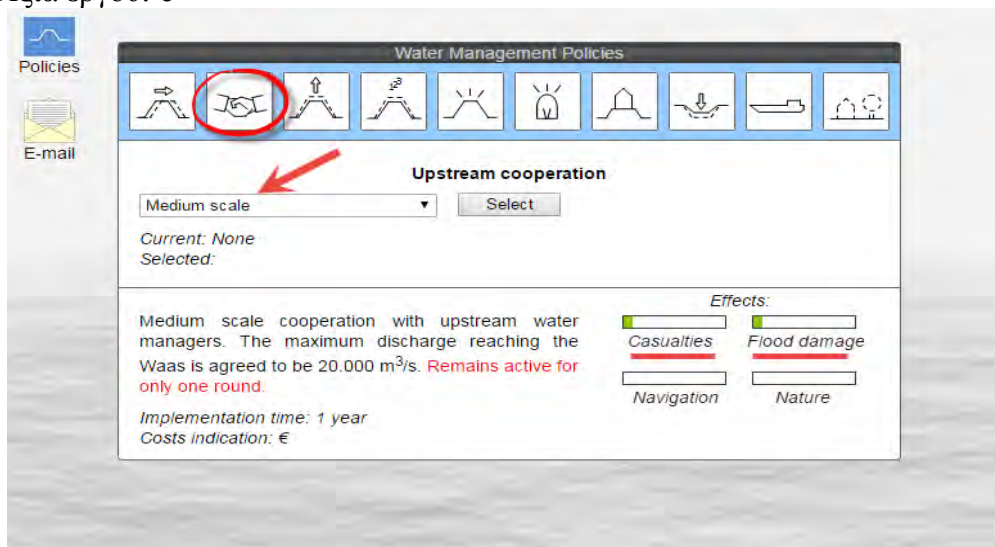 Policies
E-mail
Water Management Policies
Upstream cooperation
Medium scale
Select
Current: None
Selected:
Medium scale cooperation with upstream water
managers. The maximum discharge reaching the
Waas is agreed to be 20.000 m³/s. Remains active for
only one round.
Implementation time: 1 year
Costs indication: €
Effects:
Casualties Flood damage
Navigation Nature